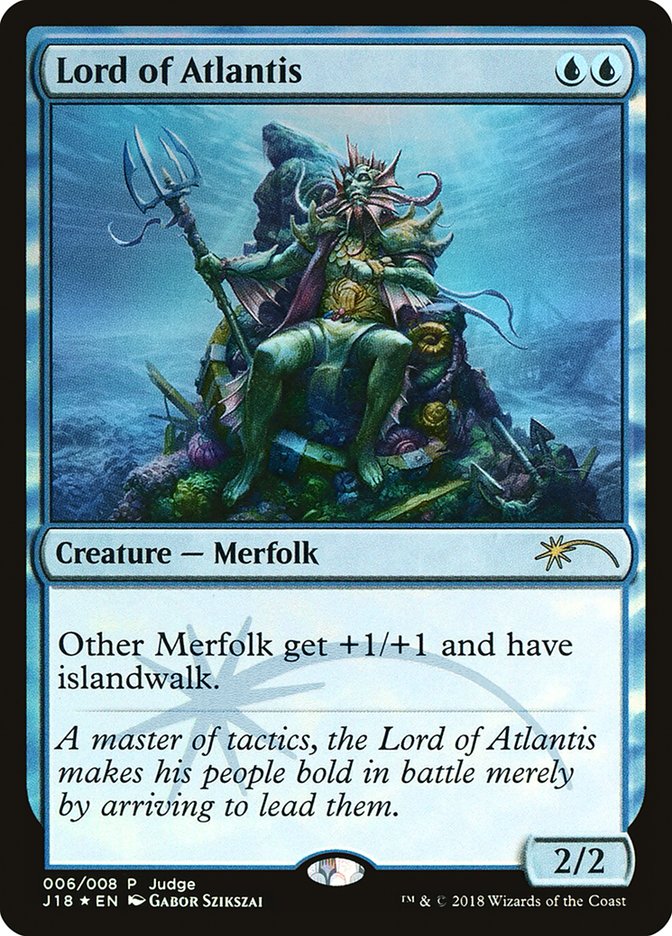 Lord of Atlantis
Creature — Merfolk
Other Merfolk get +1/+1 and have
islandwalk.
A master of tactics, the Lord of Atlantis
makes his people bold in battle merely
by arriving to lead them.
2/2
006/008 P Judge
J18 ★ EN Gabor Szikszai
™ & © 2018 Wizards of the Coast